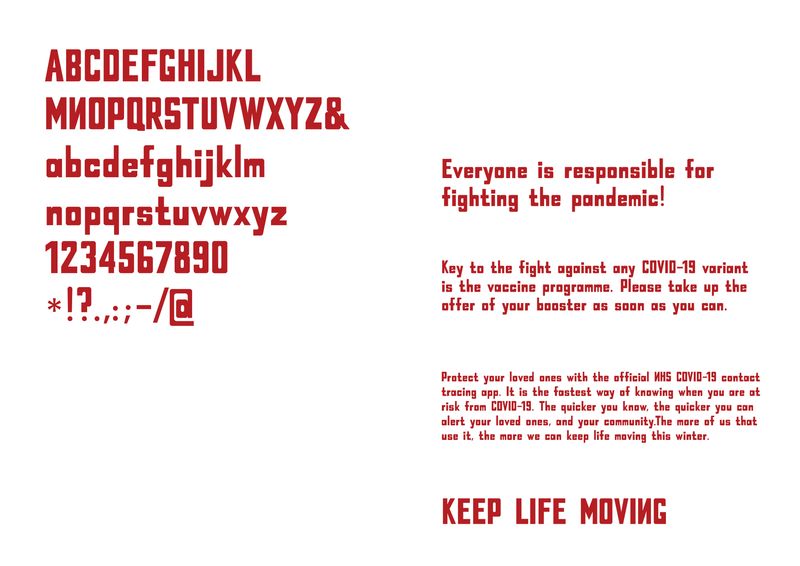 ABCDEFGHIJKL
MNOPQRSTUVWXYZ&
abcdefghijklm
nopqrstuvwxyz
1234567890
*!?.,:;-/@
Everyone is responsible for
fighting the pandemic!
Key to the fight against any COVID-19 variant
is the vaccine programme. Please take up the
offer of your booster as soon as you can.
Protect your loved ones with the official NHS COVID-19 contact
tracing app. It is the fastest way of knowing when you are at
risk from COVID-19. The quicker you know, the quicker you can
alert your loved ones, and your community.The more of us that
use it, the more we can keep life moving this winter.
KEEP LIFE MOVING